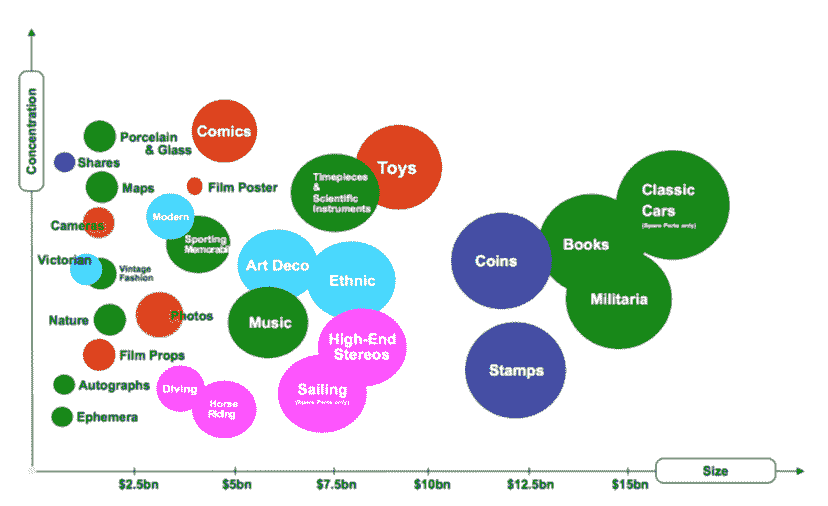 Concentration
Comics
Porcelain
& Glass
Shares
Toys
Timepieces
&
Scientific
Instruments
Maps
Film Poster
Classic
Cars
(Spare Parts only)
Modern
Cameras
Sporting
Memorabil
Books
Victorian
Vintage
Fashion
Art Deco
Coins
Ethnic
Militaria
Nature
Photos
Music
High-End
Stereos
Film Props
Stamps
Autographs
Diving
Sailing
(Spare Parts only)
Horse
Riding
Ephemera
Size
$2.5bn
$5bn
$7.5bn
$10bn
$12.5bn
$15bn